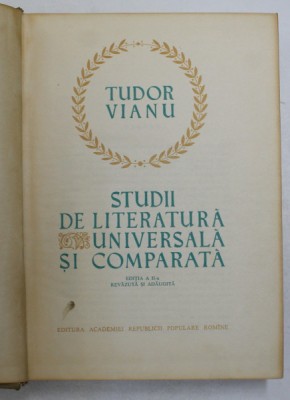 TUDOR
VIANU
STUDII
DE LITERATURĂ
UNIVERSALĂ
ȘI COMPARATĂ
EDIȚIA A II-a
REVĂZUTĂ ȘI ADĂUGITĂ
EDITURA ACADEMIEI REPUBLICII POPULARE ROMÎNE